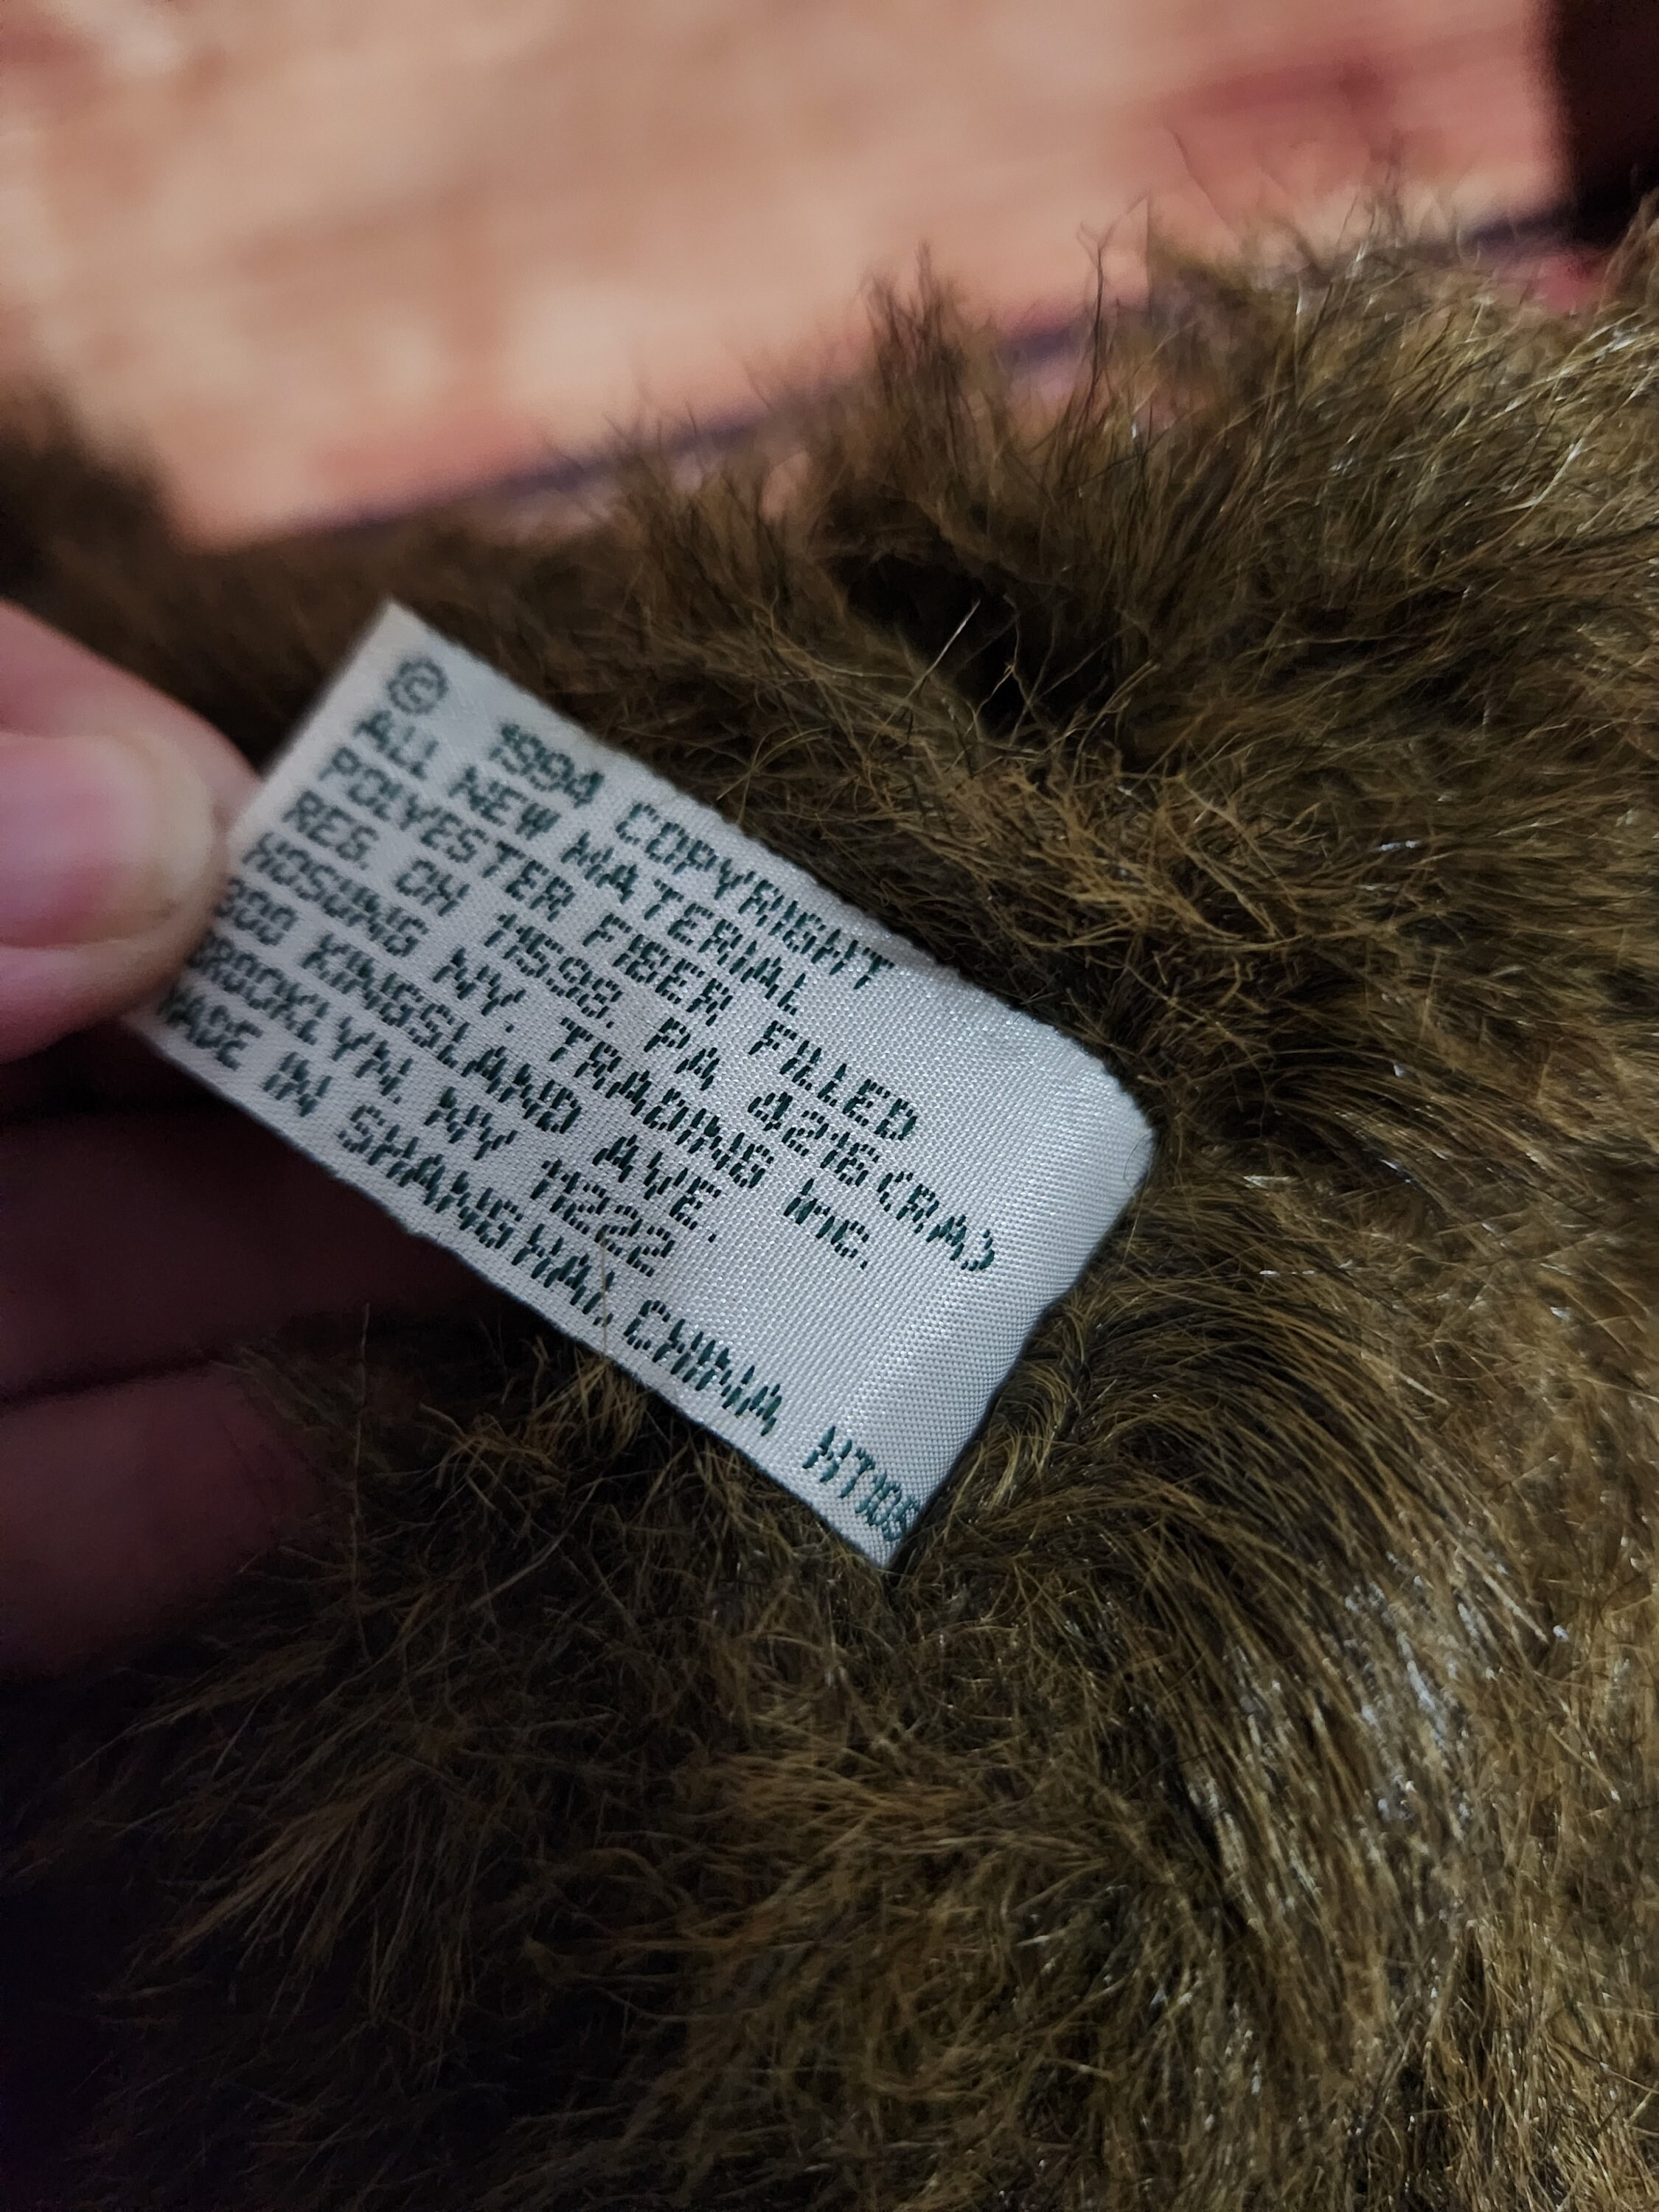 © 1994 COPYRIGHT
ALL NEW MATERIAL
POLYESTER FIBER FILLED
REG. OH 11598. PA 4216(RA)
HOSUNG NY. TRADING INC.
300 KINGSLAND AVE.
BROOKLYN. NY 11222
MADE IN SHANGHAI. CHINA